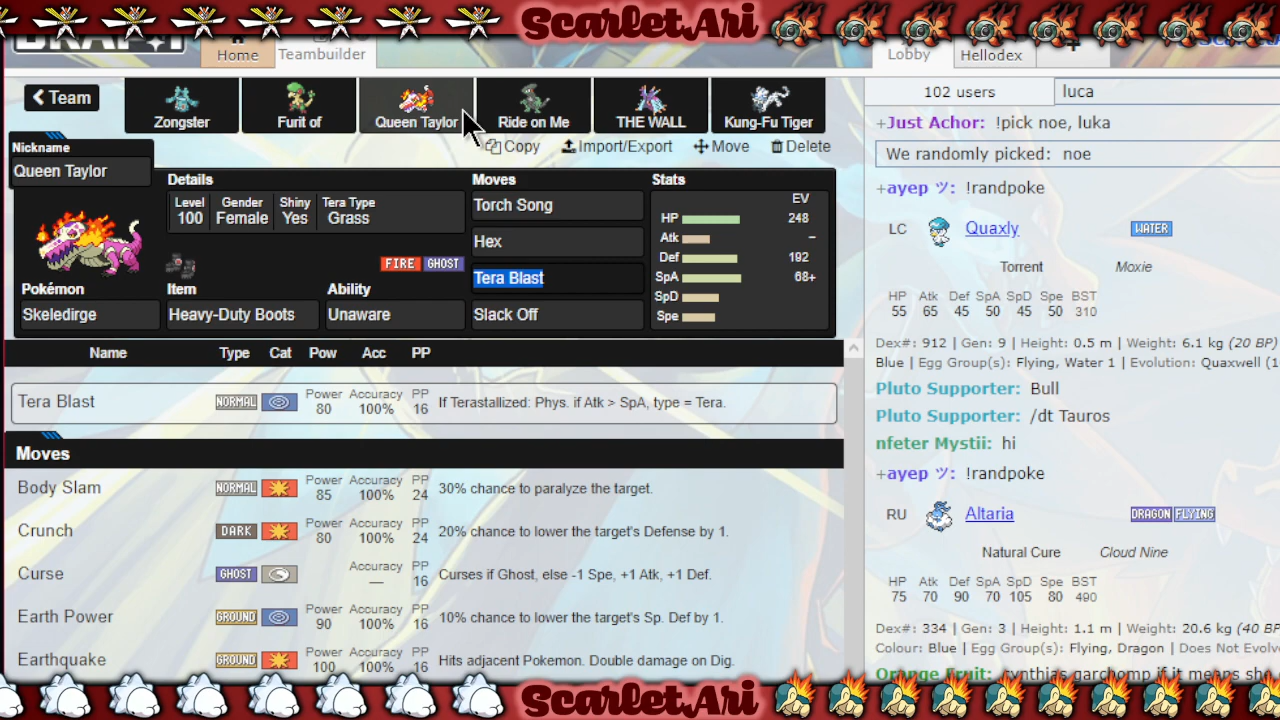 ScarletAri
Home
Teambuilder
Lobby
Hellodex
Team
Zongster
Furit of
Queen Taylor
Ride on Me
THE WALL
Kung-Fu Tiger
Copy
Import/Export
Move
Delete
Nickname
Queen Taylor
Details
Level
100
Gender
Female
Shiny
Yes
Tera Type
Grass
FIRE GHOST
Pokémon
Skeledirge
Item
Heavy-Duty Boots
Ability
Unaware
Moves
Torch Song
Hex
Tera Blast
Slack Off
Stats
EV
HP 248
Atk –
Def 192
SpA 68+
SpD
Spe
Name Type Cat Pow Acc PP
Tera Blast NORMAL Power 80 Accuracy 100% PP 16 If Terastallized: Phys. if Atk > SpA, type = Tera.
Moves
Body Slam NORMAL Power 85 Accuracy 100% PP 24 30% chance to paralyze the target.
Crunch DARK Power 80 Accuracy 100% PP 24 20% chance to lower the target's Defense by 1.
Curse GHOST Accuracy — PP 16 Curses if Ghost, else -1 Spe, +1 Atk, +1 Def.
Earth Power GROUND Power 90 Accuracy 100% PP 16 10% chance to lower the target's Sp. Def by 1.
Earthquake GROUND Power 100 Accuracy 100% PP 16 Hits adjacent Pokemon. Double damage on Dig.
102 users
luca
+Just Achor: !pick noe, luka
We randomly picked: noe
+ayep ツ: !randpoke
LC Quaxly WATER
Torrent Moxie
HP Atk Def SpA SpD Spe BST
55 65 45 50 45 50 310
Dex#: 912 | Gen: 9 | Height: 0.5 m | Weight: 6.1 kg (20 BP)
Blue | Egg Group(s): Flying, Water 1 | Evolution: Quaxwell (1
Pluto Supporter: Bull
Pluto Supporter: /dt Tauros
nfeter Mystii: hi
+ayep ツ: !randpoke
RU Altaria DRAGON FLYING
Natural Cure Cloud Nine
HP Atk Def SpA SpD Spe BST
75 70 90 70 105 80 490
Dex#: 334 | Gen: 3 | Height: 1.1 m | Weight: 20.6 kg (40 BP
Colour: Blue | Egg Group(s): Flying, Dragon | Does Not Evolve
Orange Fruit: cynthias garchomp if it means sh
ScarletAri